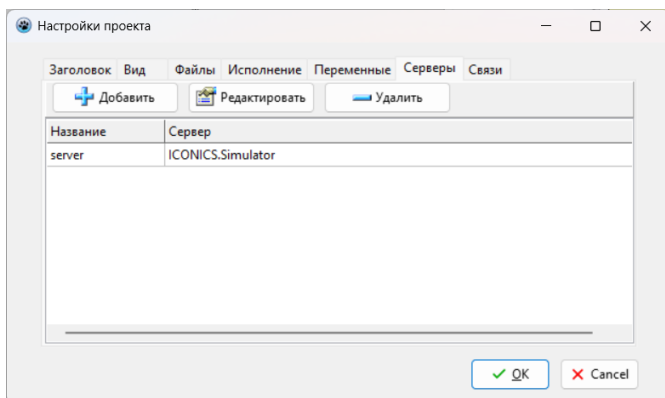 Настройки проекта
Заголовок Вид Файлы Исполнение Переменные Серверы Связи
Добавить Редактировать Удалить
Название Сервер
server ICONICS.Simulator
OK Cancel